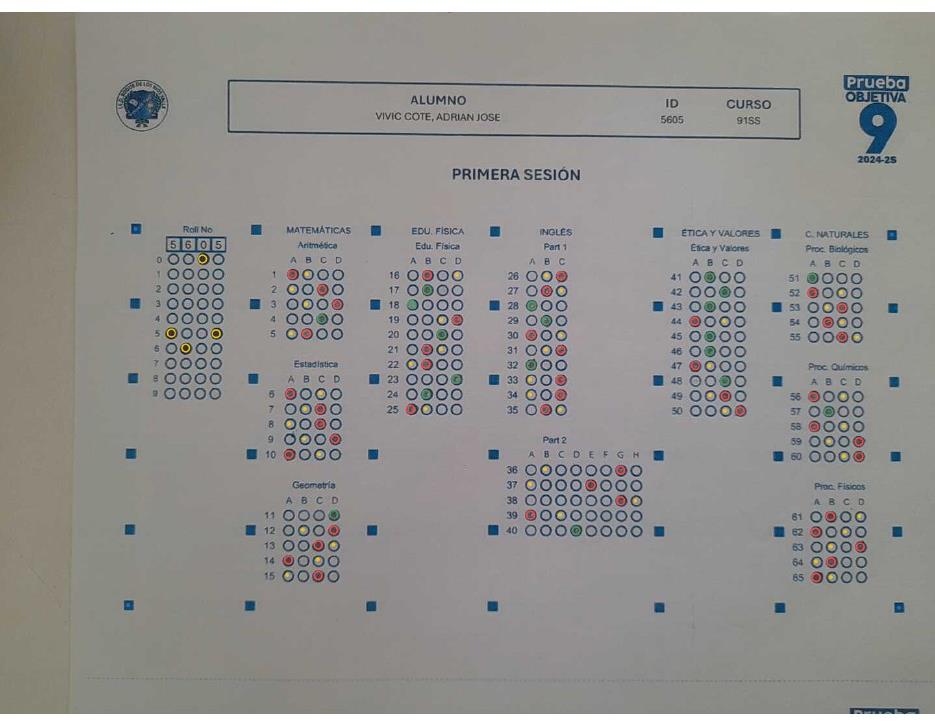 Prueba
OBJETIVA
9
2024-25
ALUMNO ID CURSO
VIVIC COTE, ADRIAN JOSE 5605 91SS
PRIMERA SESIÓN
Roll No
5 6 0 5
0
1
2
3
4
5
6
7
8
9
MATEMÁTICAS
Aritmética
A B C D
1
2
3
4
5
Estadística
A B C D
6
7
8
9
10
Geometría
A B C D
11
12
13
14
15
EDU. FÍSICA
Edu. Física
A B C D
16
17
18
19
20
21
22
23
24
25
INGLÉS
Part 1
A B C
26
27
28
29
30
31
32
33
34
35
Part 2
A B C D E F G H
36
37
38
39
40
ÉTICA Y VALORES
Ética y Valores
A B C D
41
42
43
44
45
46
47
48
49
50
C. NATURALES
Proc. Biológicos
A B C D
51
52
53
54
55
Proc. Químicos
A B C D
56
57
58
59
60
Proc. Físicos
A B C D
61
62
63
64
65
Prueba